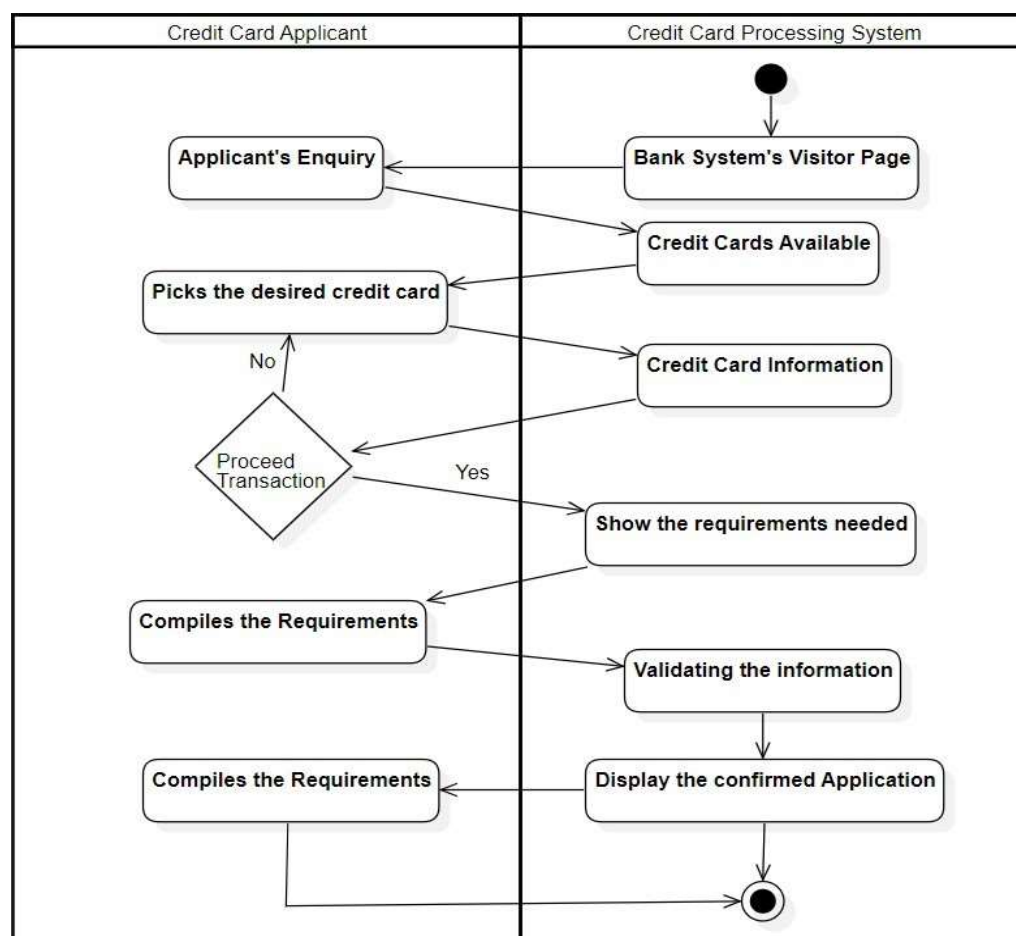 Credit Card Applicant
Credit Card Processing System
Applicant's Enquiry
Bank System's Visitor Page
Credit Cards Available
Picks the desired credit card
No
Credit Card Information
Proceed
Transaction
Yes
Show the requirements needed
Compiles the Requirements
Validating the information
Compiles the Requirements
Display the confirmed Application